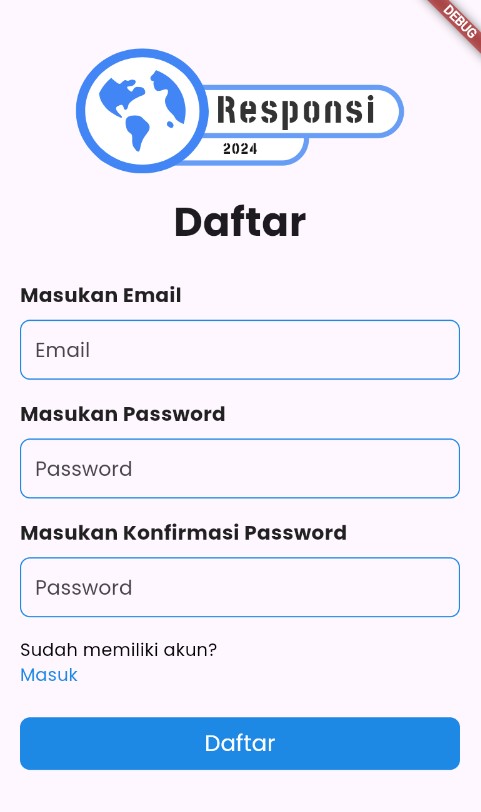 DEBUG
Responsi
2024
Daftar
Masukan Email
Email
Masukan Password
Password
Masukan Konfirmasi Password
Password
Sudah memiliki akun?
Masuk
Daftar